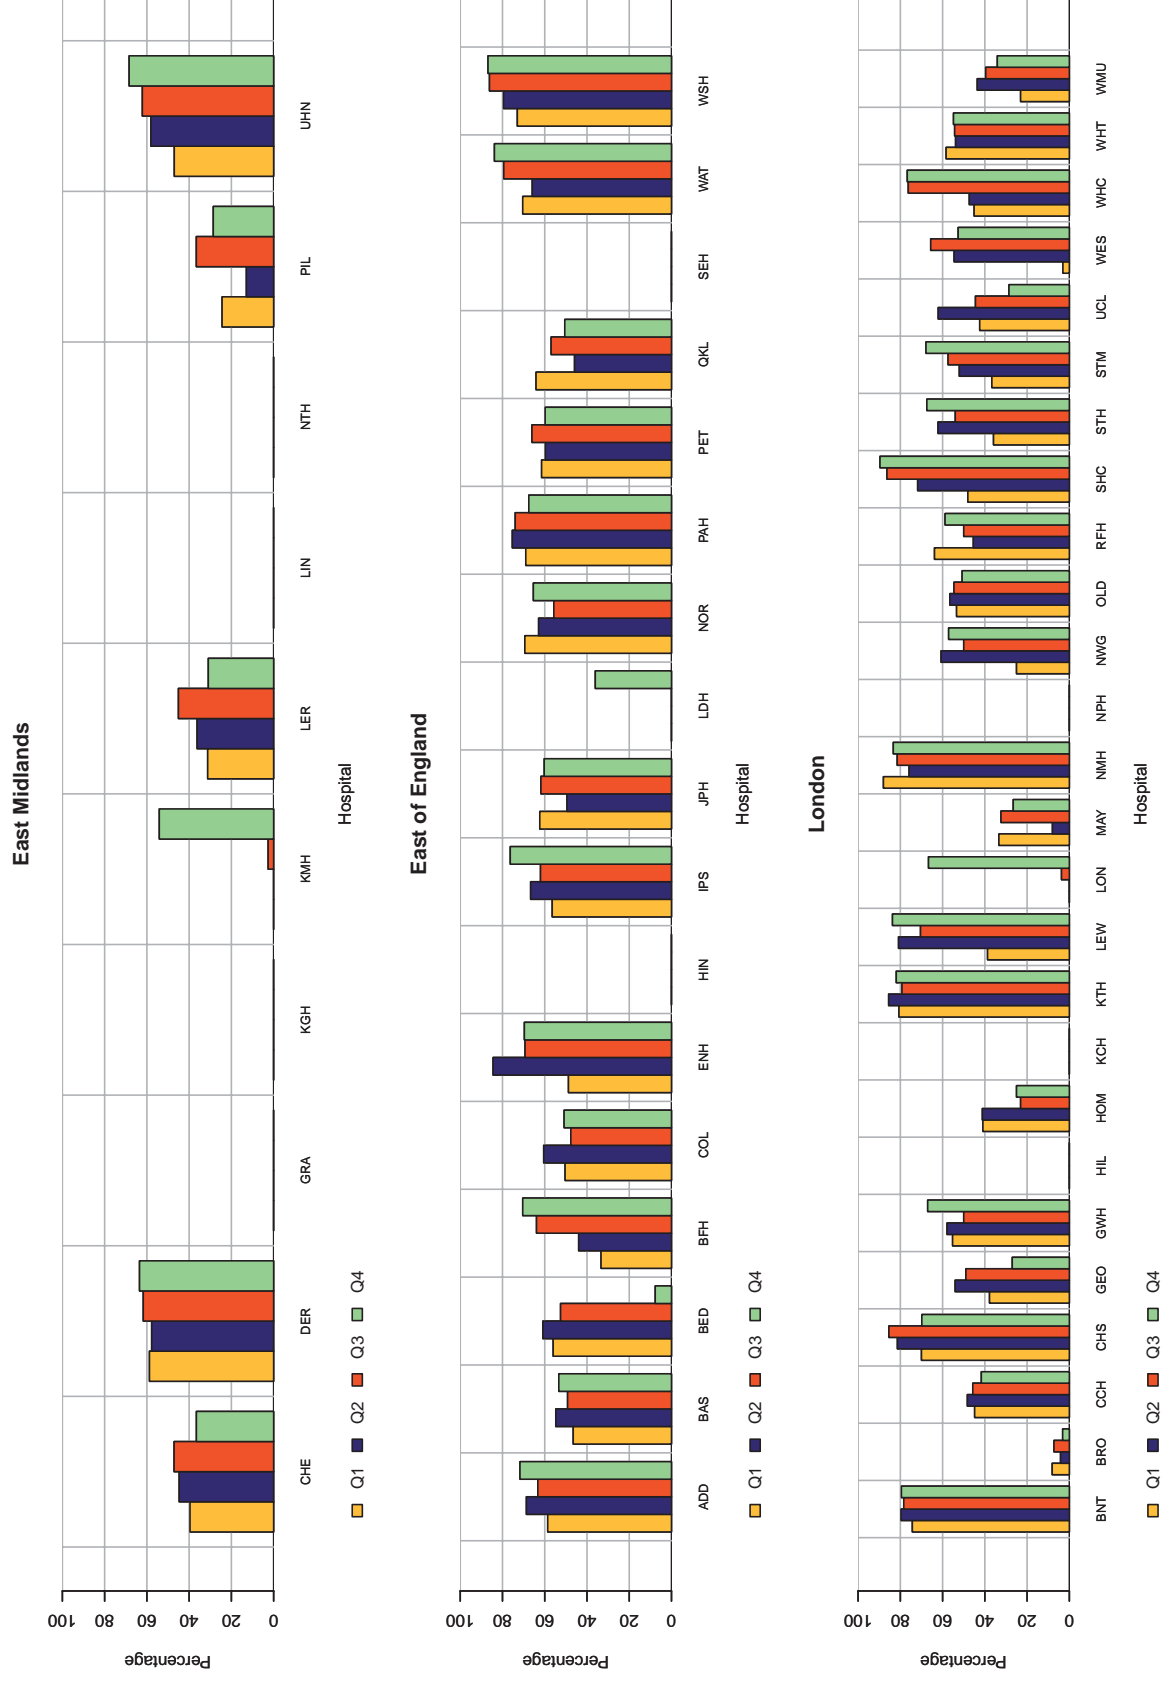 East Midlands
Percentage
100
80
60
40
20
0
CHE
DER
GRA
KGH
KMH
LER
LIN
NTH
PIL
UHN
Hospital
Q1 Q2 Q3 Q4
East of England
Percentage
100
80
60
40
20
0
ADD
BAS
BED
BFH
COL
ENH
HIN
IPS
JPH
LDH
NOR
PAH
PET
QKL
SEH
WAT
WSH
Hospital
Q1 Q2 Q3 Q4
London
Percentage
100
80
60
40
20
0
BNT
BRO
CCH
CHS
GEO
GWH
HIL
HOM
KCH
KTH
LEW
LON
MAY
NMH
NPH
NWG
OLD
RFH
SHC
STH
STM
UCL
WES
WHC
WHT
WMU
Hospital
Q1 Q2 Q3 Q4